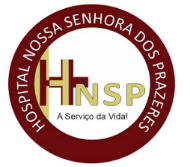 HOSPITAL NOSSA SENHORA DOS PRAZERES
HNSP
A Serviço da Vida!